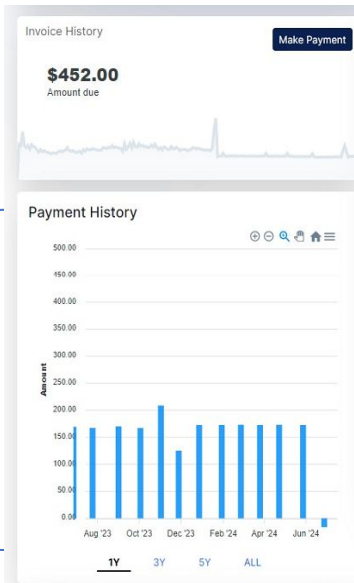 Invoice History
Make Payment
$452.00
Amount due
Payment History
500.00
450.00
400.00
350.00
300.00
250.00
200.00
150.00
100.00
50.00
0.00
Amount
Aug '23 Oct '23 Dec '23 Feb '24 Apr '24 Jun '24
1Y 3Y 5Y ALL